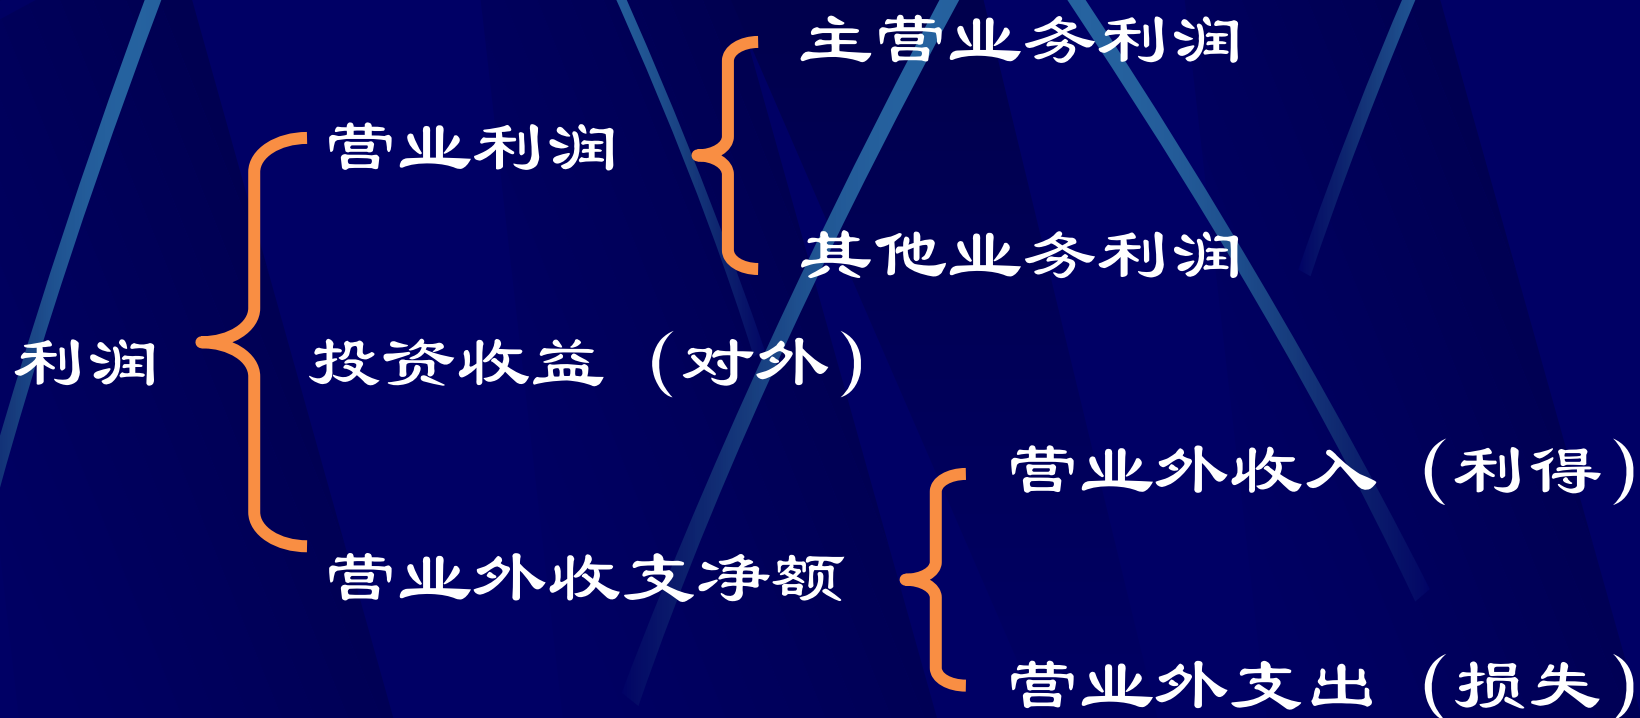 主营业务利润
营业利润
其他业务利润
利润
投资收益（对外）
营业外收入（利得）
营业外收支净额
营业外支出（损失）